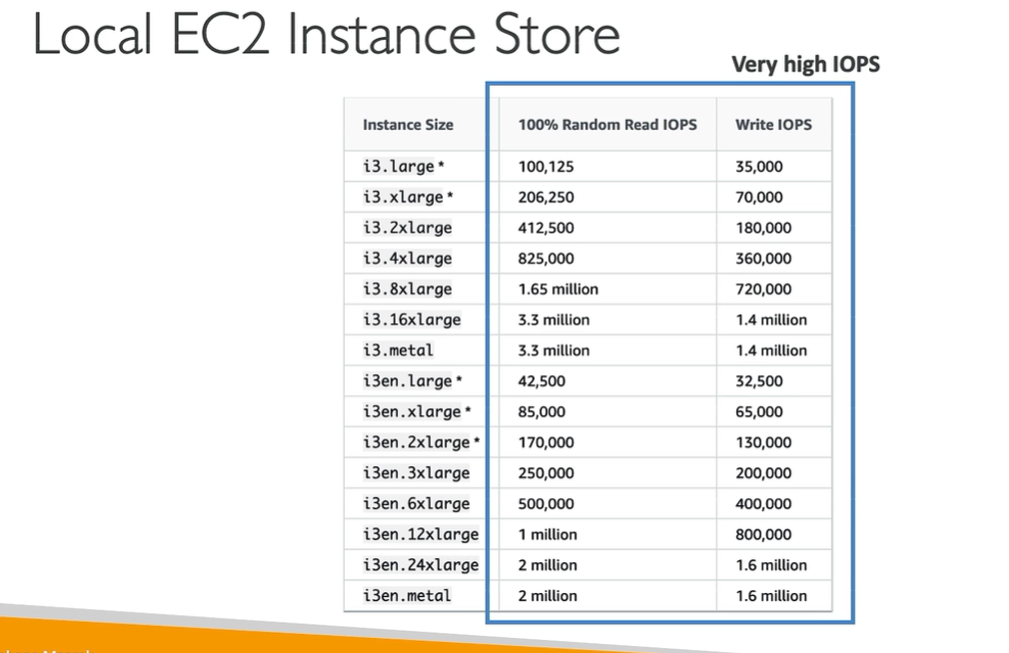 Local EC2 Instance Store
Very high IOPS
Instance Size 100% Random Read IOPS Write IOPS
i3.large * 100,125 35,000
i3.xlarge * 206,250 70,000
i3.2xlarge 412,500 180,000
i3.4xlarge 825,000 360,000
i3.8xlarge 1.65 million 720,000
i3.16xlarge 3.3 million 1.4 million
i3.metal 3.3 million 1.4 million
i3en.large * 42,500 32,500
i3en.xlarge * 85,000 65,000
i3en.2xlarge * 170,000 130,000
i3en.3xlarge 250,000 200,000
i3en.6xlarge 500,000 400,000
i3en.12xlarge 1 million 800,000
i3en.24xlarge 2 million 1.6 million
i3en.metal 2 million 1.6 million